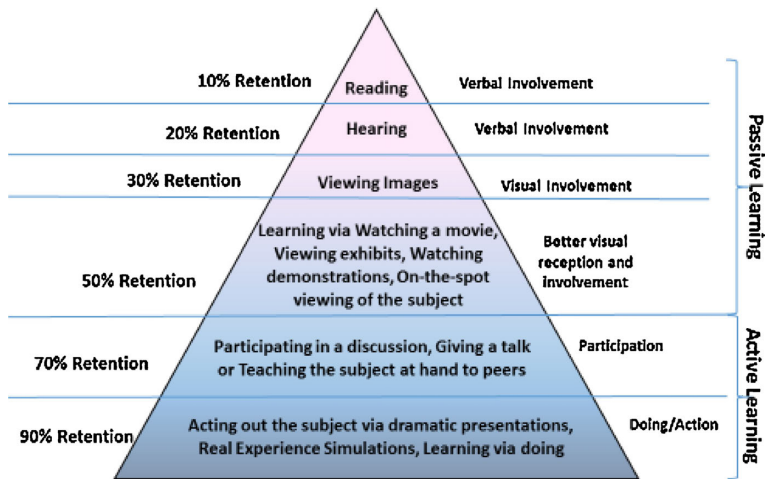 10% Retention
Reading
Verbal Involvement
20% Retention
Hearing
Verbal Involvement
30% Retention
Viewing Images
Visual Involvement
50% Retention
Learning via Watching a movie,
Viewing exhibits, Watching
demonstrations, On-the-spot
viewing of the subject
Better visual
reception and
involvement
Passive Learning
70% Retention
Participating in a discussion, Giving a talk
or Teaching the subject at hand to peers
Participation
90% Retention
Acting out the subject via dramatic presentations,
Real Experience Simulations, Learning via doing
Doing/Action
Active Learning